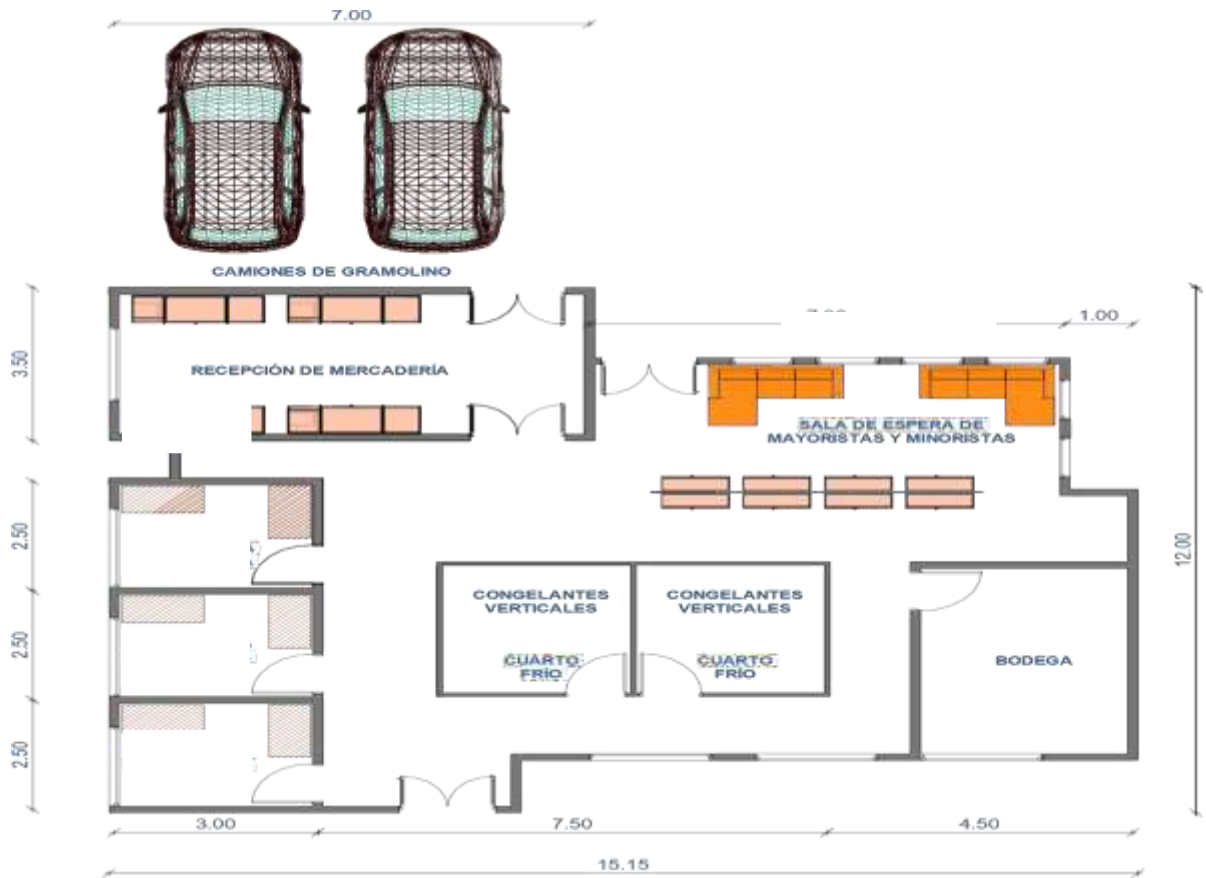 7.00
CAMIONES DE GRAMOLINO
1.00
3.50
RECEPCIÓN DE MERCADERÍA
SALA DE ESPERA DE
MAYORISTAS Y MINORISTAS
2.50
12.00
CONGELANTES
VERTICALES
CONGELANTES
VERTICALES
2.50
CUARTO
FRÍO
CUARTO
FRÍO
BODEGA
2.50
3.00
7.50
4.50
15.15